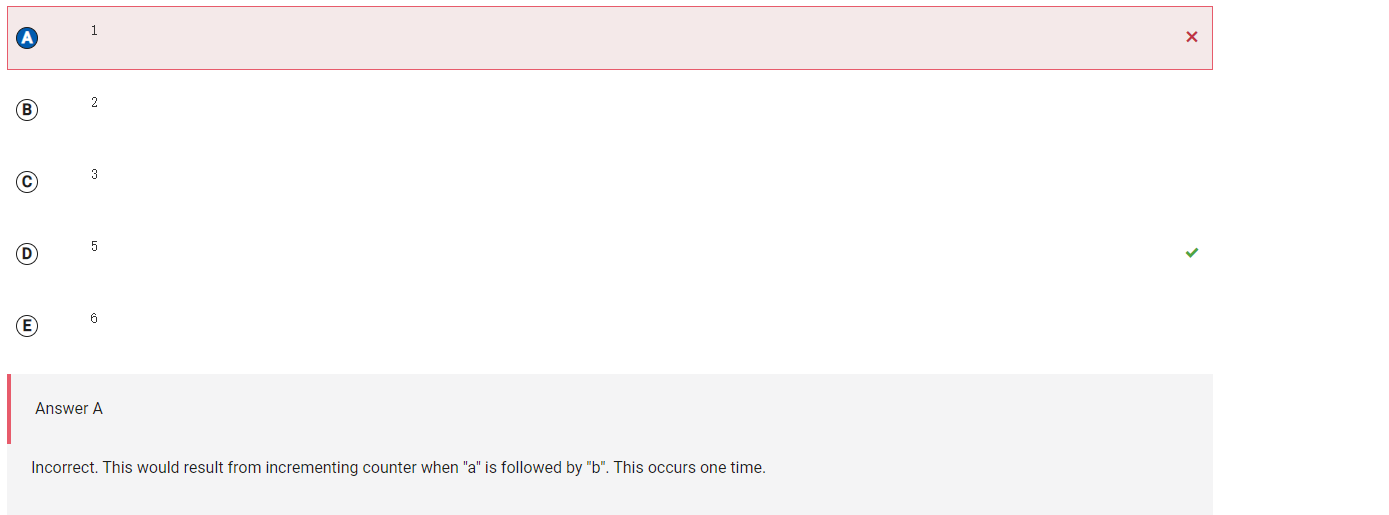 A 1
B 2
C 3
D 5
E 6
Answer A
Incorrect. This would result from incrementing counter when "a" is followed by "b". This occurs one time.